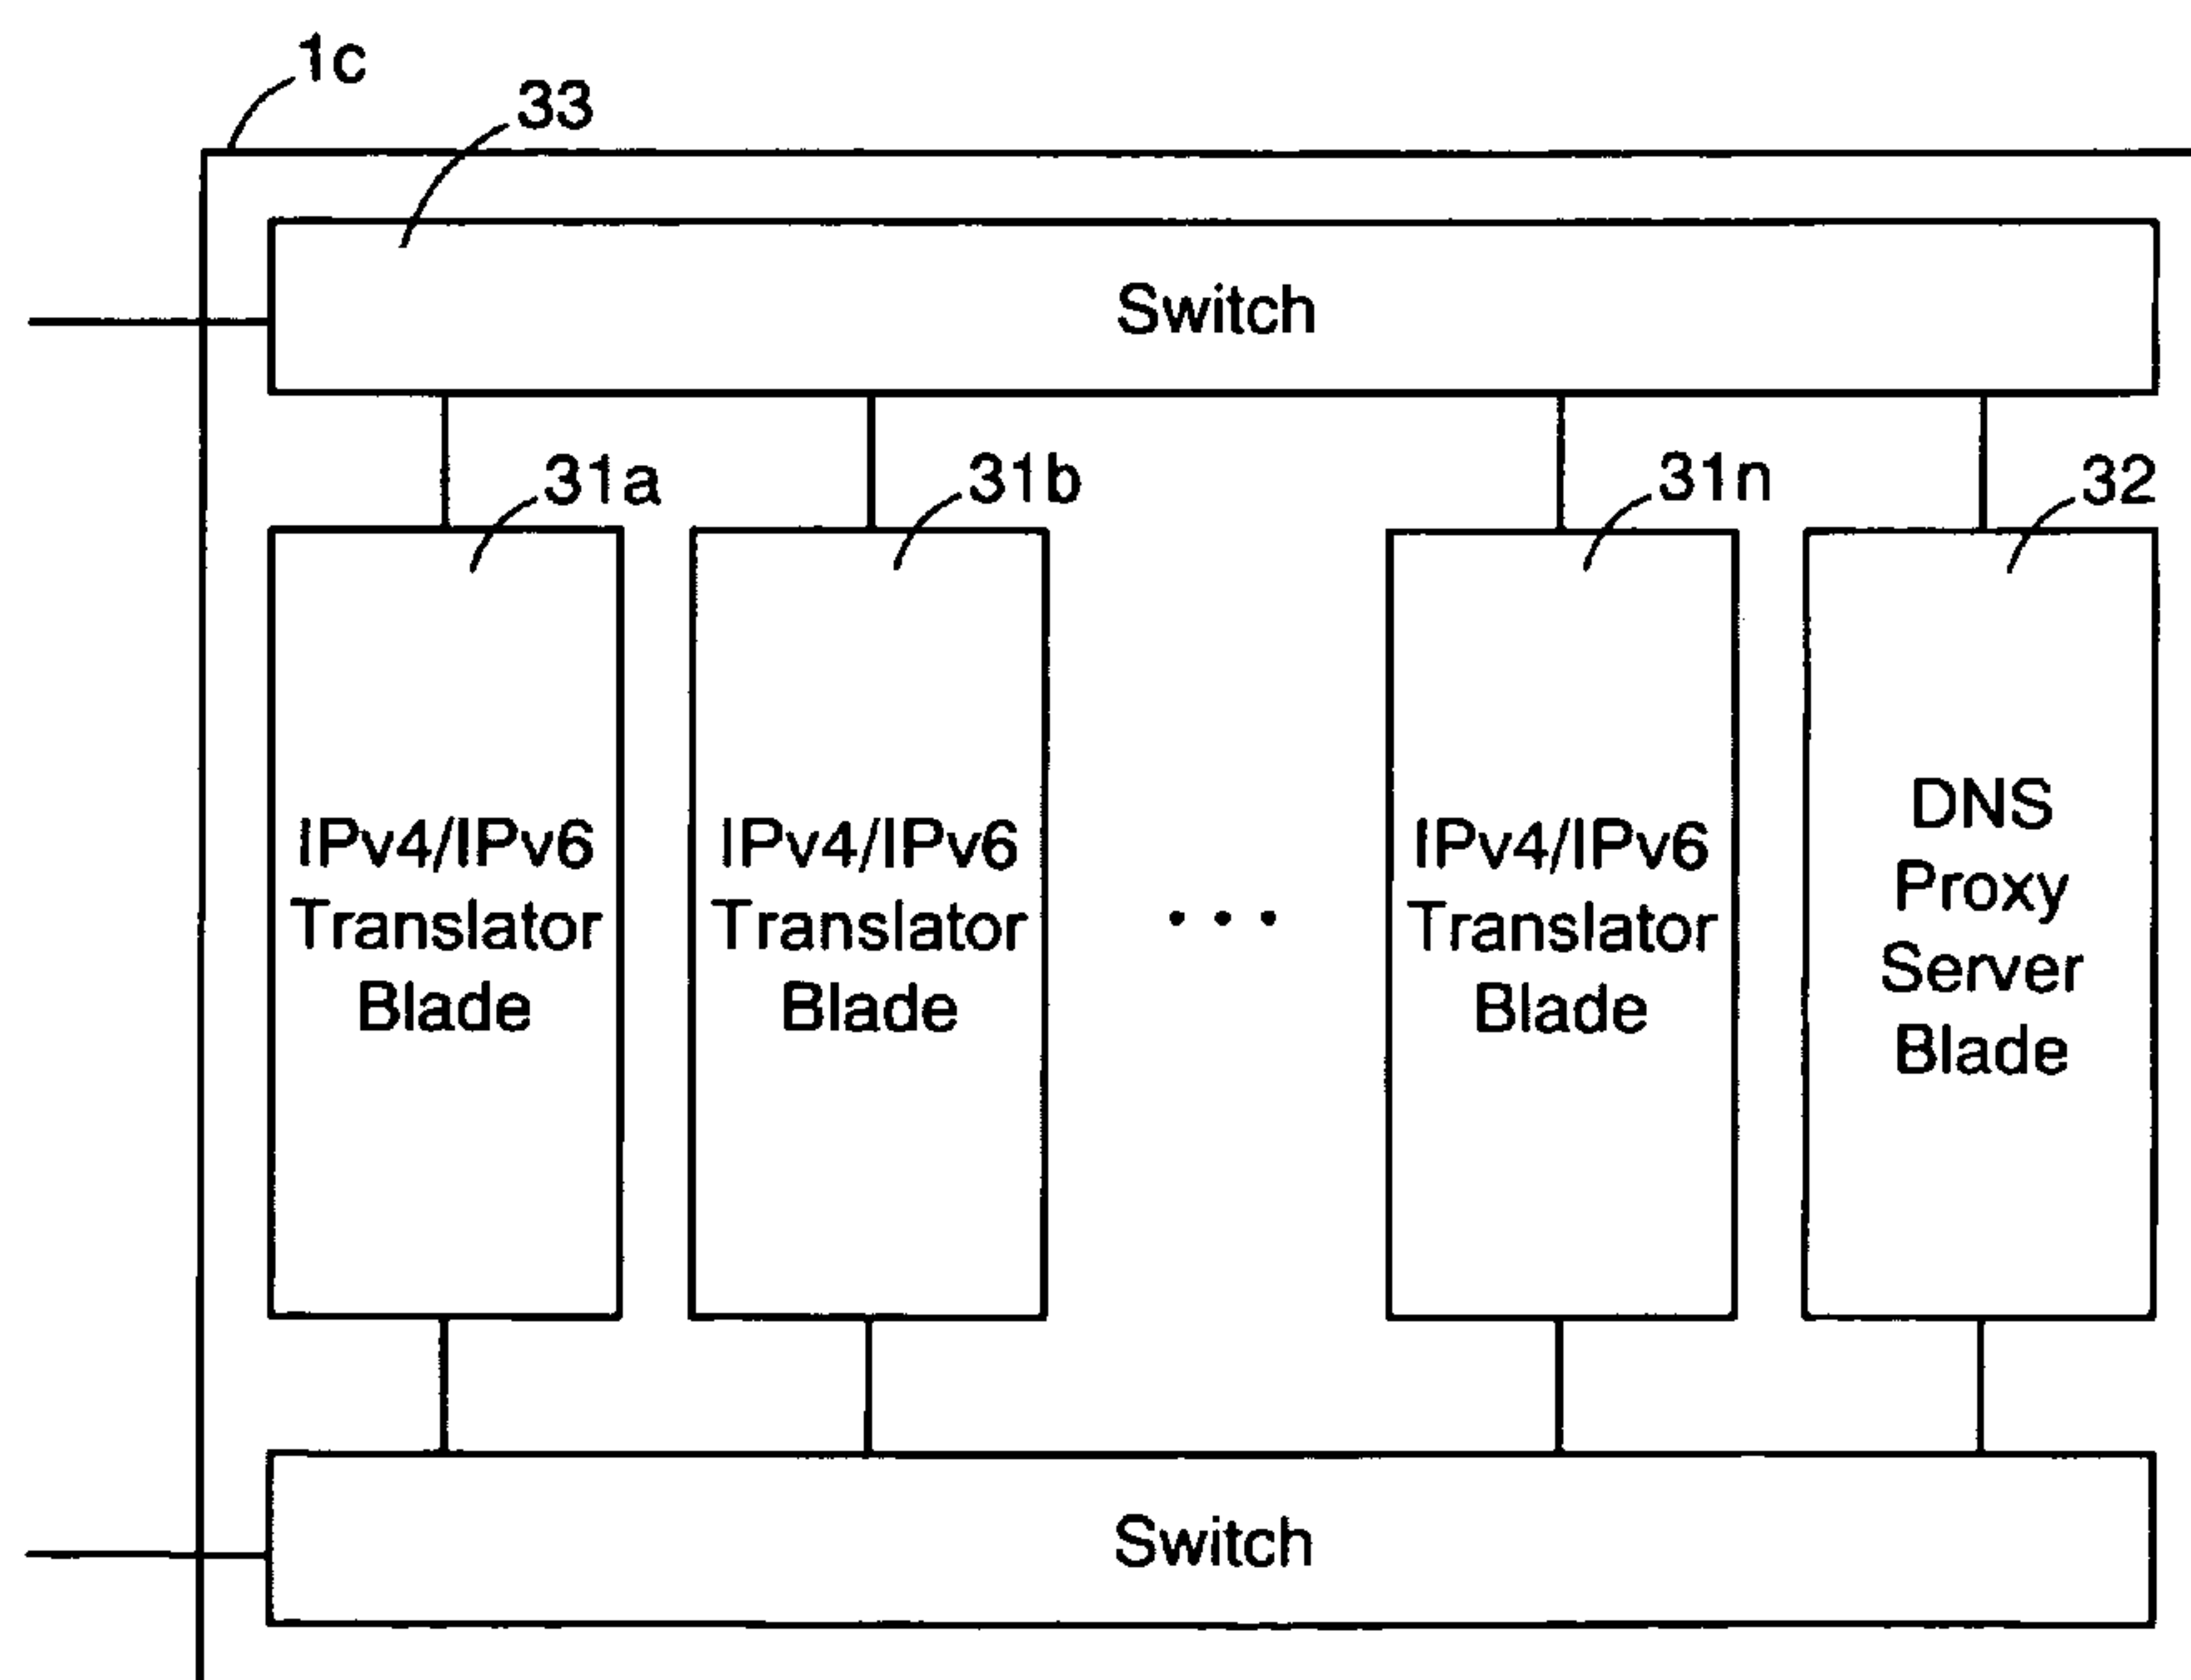 1c
33
Switch
31a
31b
31n
32
IPv4/IPv6
Translator
Blade
IPv4/IPv6
Translator
Blade
. . .
IPv4/IPv6
Translator
Blade
DNS
Proxy
Server
Blade
Switch